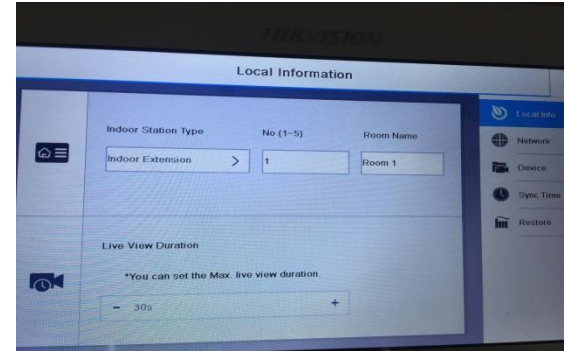 HIKVISION
Local Information
Indoor Station Type No.(1~5) Room Name
Indoor Extension > 1 Room 1
Live View Duration
*You can set the Max. live view duration.
- 30s +
Local Info
Network
Device
Sync Time
Restore